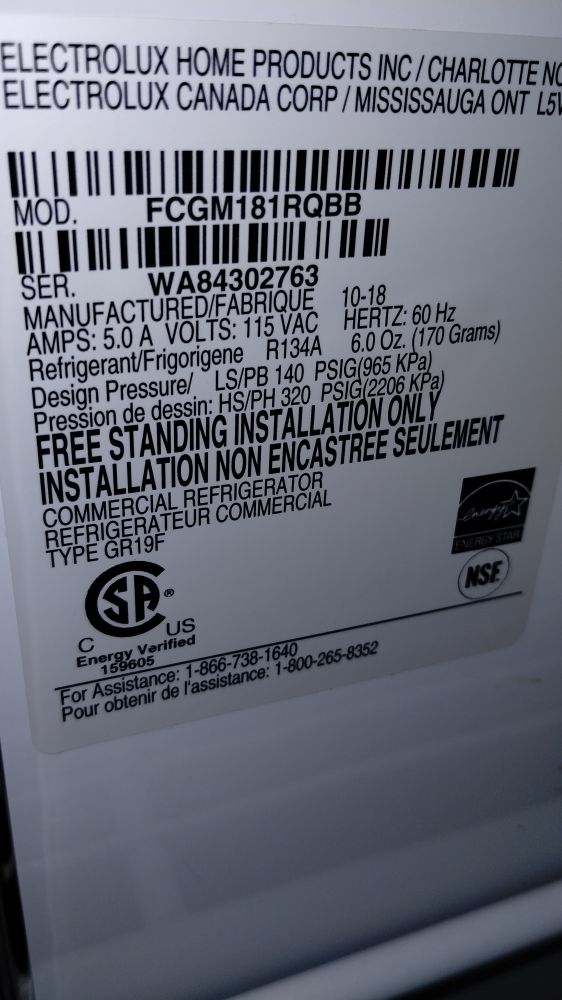 ELECTROLUX HOME PRODUCTS INC / CHARLOTTE NC
ELECTROLUX CANADA CORP / MISSISSAUGA ONT L5V
MOD. FCGM181RQBB
SER. WA84302763
MANUFACTURED/FABRIQUE 10-18
AMPS: 5.0 A VOLTS: 115 VAC HERTZ: 60 Hz
Refrigerant/Frigorigene R134A 6.0 Oz. (170 Grams)
Design Pressure/ LS/PB 140 PSIG(965 KPa)
Pression de dessin: HS/PH 320 PSIG(2206 KPa)
FREE STANDING INSTALLATION ONLY
INSTALLATION NON ENCASTREE SEULEMENT
COMMERCIAL REFRIGERATOR
REFRIGERATEUR COMMERCIAL
TYPE GR19F
energy
ENERGY STAR
NSF
SA ®
C US
Energy Verified
159605
For Assistance: 1-866-738-1640
Pour obtenir de l'assistance: 1-800-265-8352